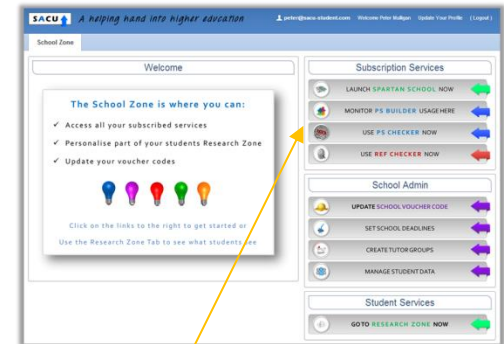 SACU A helping hand into higher education
peter@sacu-student.com Welcome Peter Mulligan Update Your Profile (Logout)
School Zone
Welcome
The School Zone is where you can:
✓ Access all your subscribed services
✓ Personalise part of your students Research Zone
✓ Update your voucher codes
Click on the links to the right to get started or
Use the Research Zone Tab to see what students see
Subscription Services
LAUNCH SPARTAN SCHOOL NOW
MONITOR PS BUILDER USAGE HERE
USE PS CHECKER NOW
USE REF CHECKER NOW
School Admin
UPDATE SCHOOL VOUCHER CODE
SET SCHOOL DEADLINES
CREATE TUTOR GROUPS
MANAGE STUDENT DATA
Student Services
GOTO RESEARCH ZONE NOW